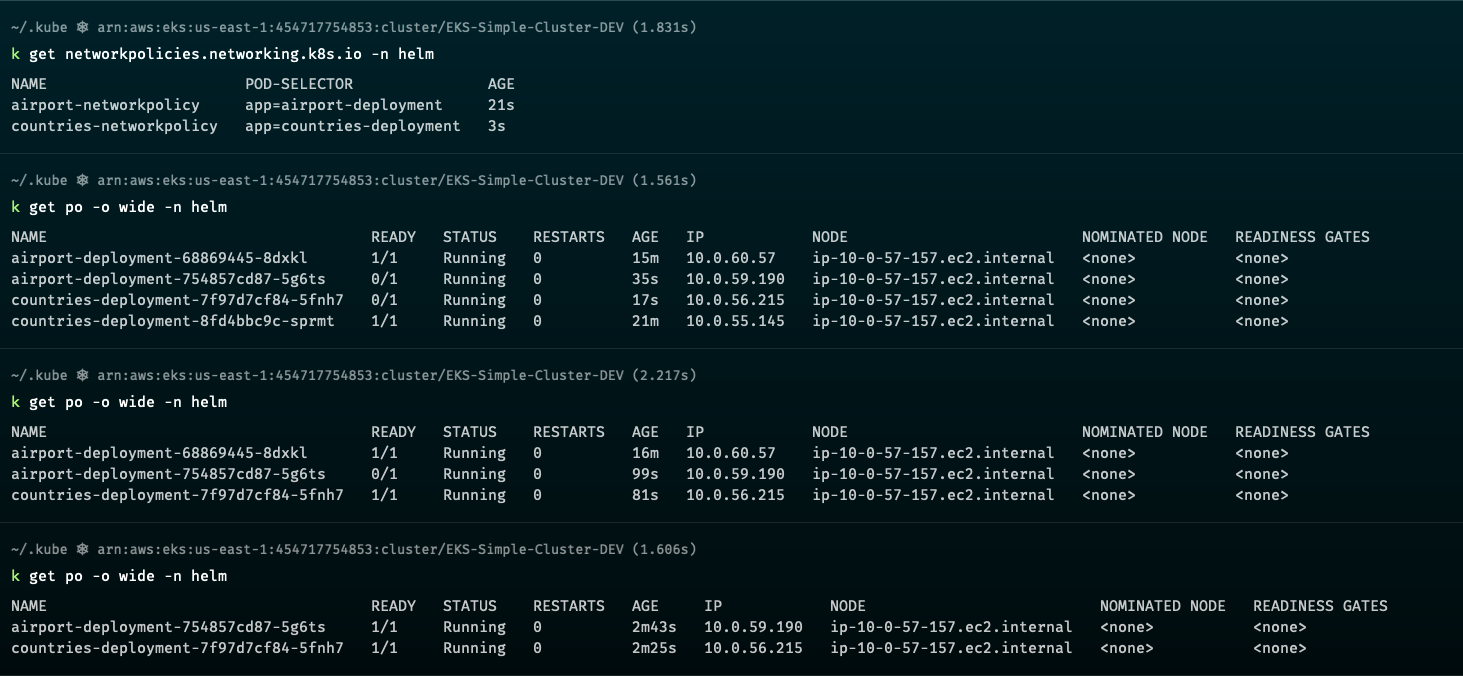 ~/.kube ⎈ arn:aws:eks:us-east-1:454717754853:cluster/EKS-Simple-Cluster-DEV (1.831s)
k get networkpolicies.networking.k8s.io -n helm
NAME POD-SELECTOR AGE
airport-networkpolicy app=airport-deployment 21s
countries-networkpolicy app=countries-deployment 3s
~/.kube ⎈ arn:aws:eks:us-east-1:454717754853:cluster/EKS-Simple-Cluster-DEV (1.561s)
k get po -o wide -n helm
NAME READY STATUS RESTARTS AGE IP NODE NOMINATED NODE READINESS GATES
airport-deployment-68869445-8dxkl 1/1 Running 0 15m 10.0.60.57 ip-10-0-57-157.ec2.internal <none> <none>
airport-deployment-754857cd87-5g6ts 0/1 Running 0 35s 10.0.59.190 ip-10-0-57-157.ec2.internal <none> <none>
countries-deployment-7f97d7cf84-5fnh7 0/1 Running 0 17s 10.0.56.215 ip-10-0-57-157.ec2.internal <none> <none>
countries-deployment-8fd4bbc9c-sprmt 1/1 Running 0 21m 10.0.55.145 ip-10-0-57-157.ec2.internal <none> <none>
~/.kube ⎈ arn:aws:eks:us-east-1:454717754853:cluster/EKS-Simple-Cluster-DEV (2.217s)
k get po -o wide -n helm
NAME READY STATUS RESTARTS AGE IP NODE NOMINATED NODE READINESS GATES
airport-deployment-68869445-8dxkl 1/1 Running 0 16m 10.0.60.57 ip-10-0-57-157.ec2.internal <none> <none>
airport-deployment-754857cd87-5g6ts 0/1 Running 0 99s 10.0.59.190 ip-10-0-57-157.ec2.internal <none> <none>
countries-deployment-7f97d7cf84-5fnh7 1/1 Running 0 81s 10.0.56.215 ip-10-0-57-157.ec2.internal <none> <none>
~/.kube ⎈ arn:aws:eks:us-east-1:454717754853:cluster/EKS-Simple-Cluster-DEV (1.606s)
k get po -o wide -n helm
NAME READY STATUS RESTARTS AGE IP NODE NOMINATED NODE READINESS GATES
airport-deployment-754857cd87-5g6ts 1/1 Running 0 2m43s 10.0.59.190 ip-10-0-57-157.ec2.internal <none> <none>
countries-deployment-7f97d7cf84-5fnh7 1/1 Running 0 2m25s 10.0.56.215 ip-10-0-57-157.ec2.internal <none> <none>